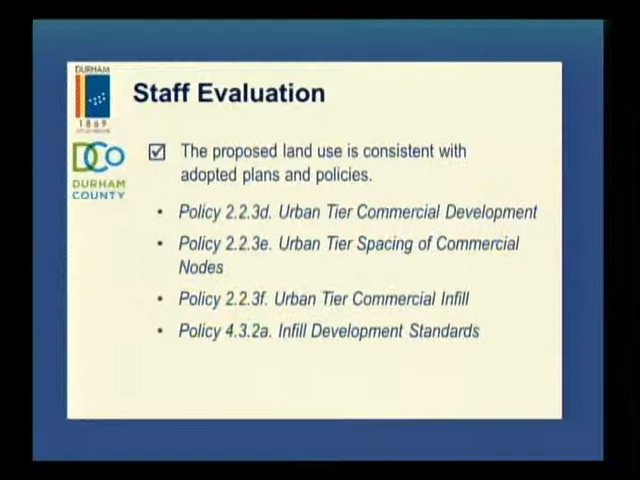 DURHAM
1869
DCO
DURHAM
COUNTY
Staff Evaluation
The proposed land use is consistent with
adopted plans and policies.
• Policy 2.2.3d. Urban Tier Commercial Development
• Policy 2.2.3e. Urban Tier Spacing of Commercial
Nodes
• Policy 2.2.3f. Urban Tier Commercial Infill
• Policy 4.3.2a. Infill Development Standards